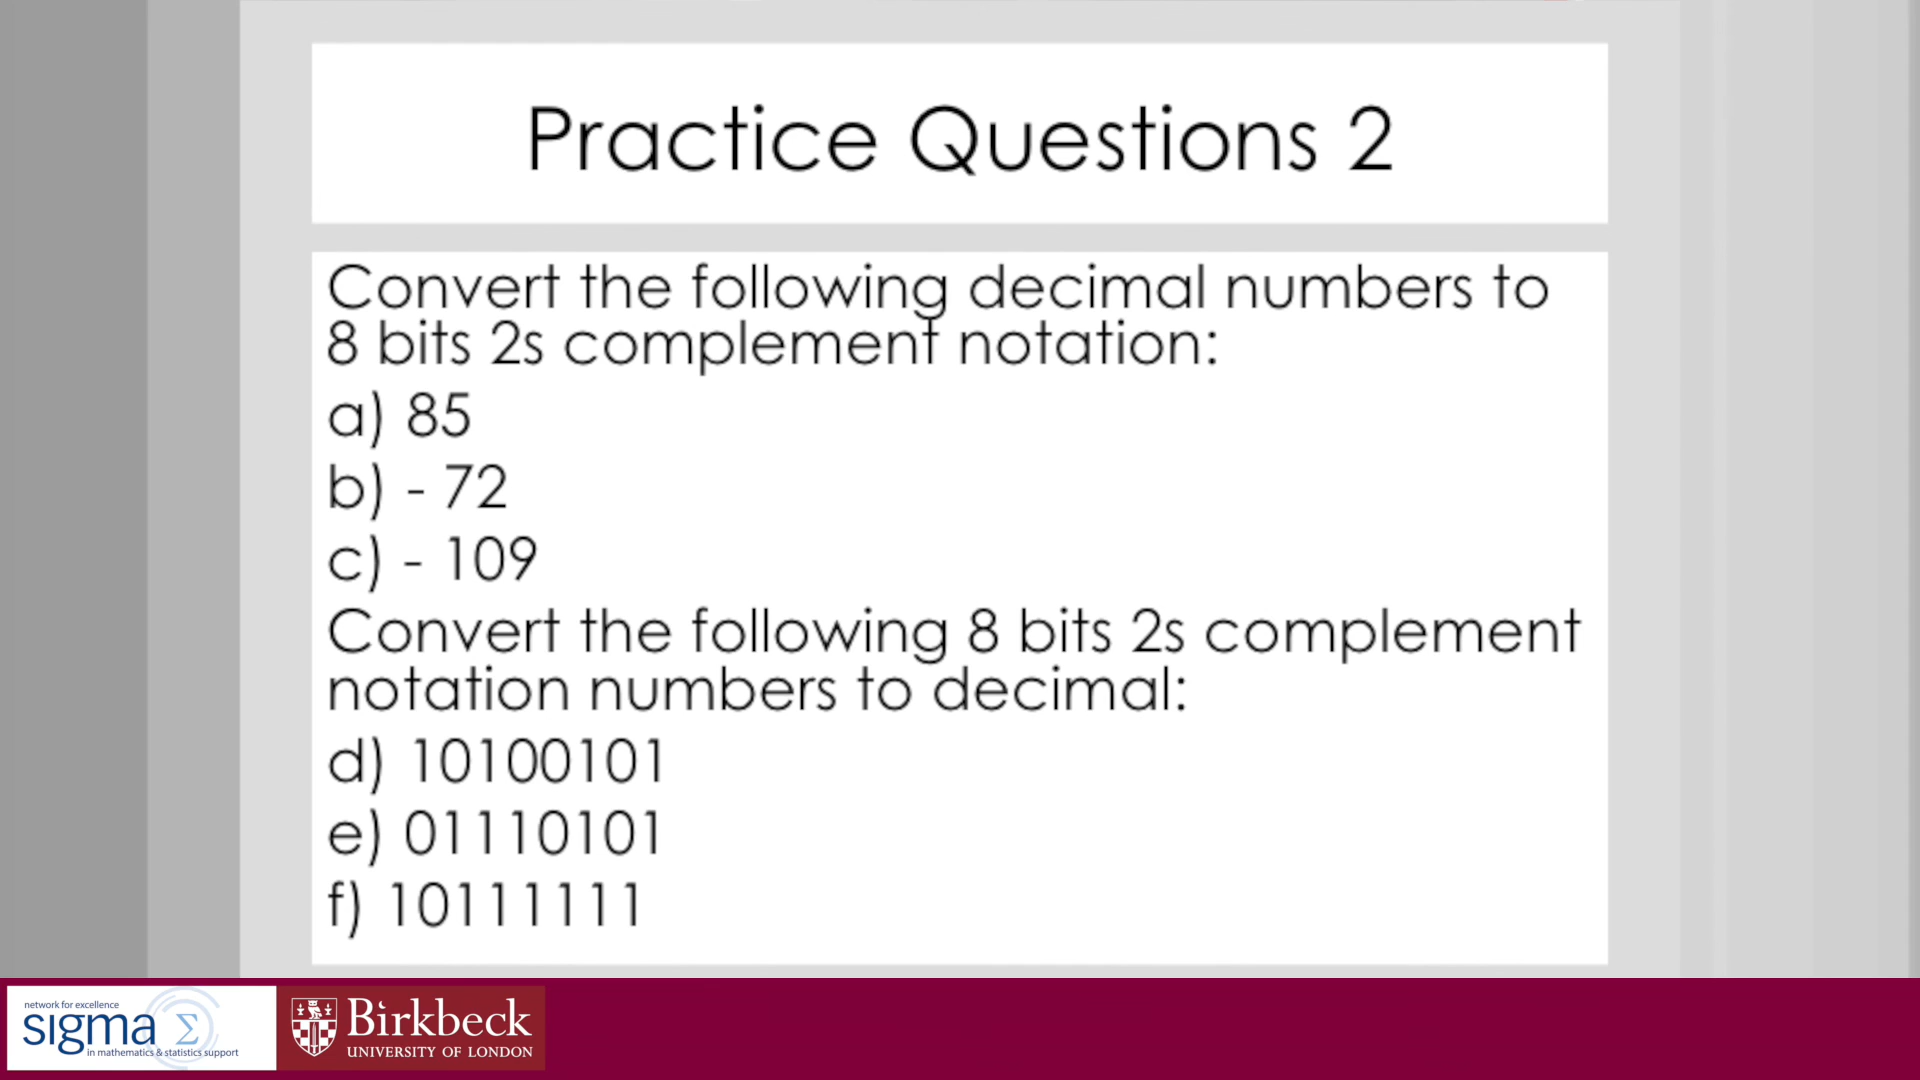 Practice Questions 2
Convert the following decimal numbers to
8 bits 2s complement notation:
a) 85
b) - 72
c) - 109
Convert the following 8 bits 2s complement
notation numbers to decimal:
d) 10100101
e) 01110101
f) 10111111
network for excellence
sigma Σ
in mathematics & statistics support
Birkbeck
UNIVERSITY OF LONDON